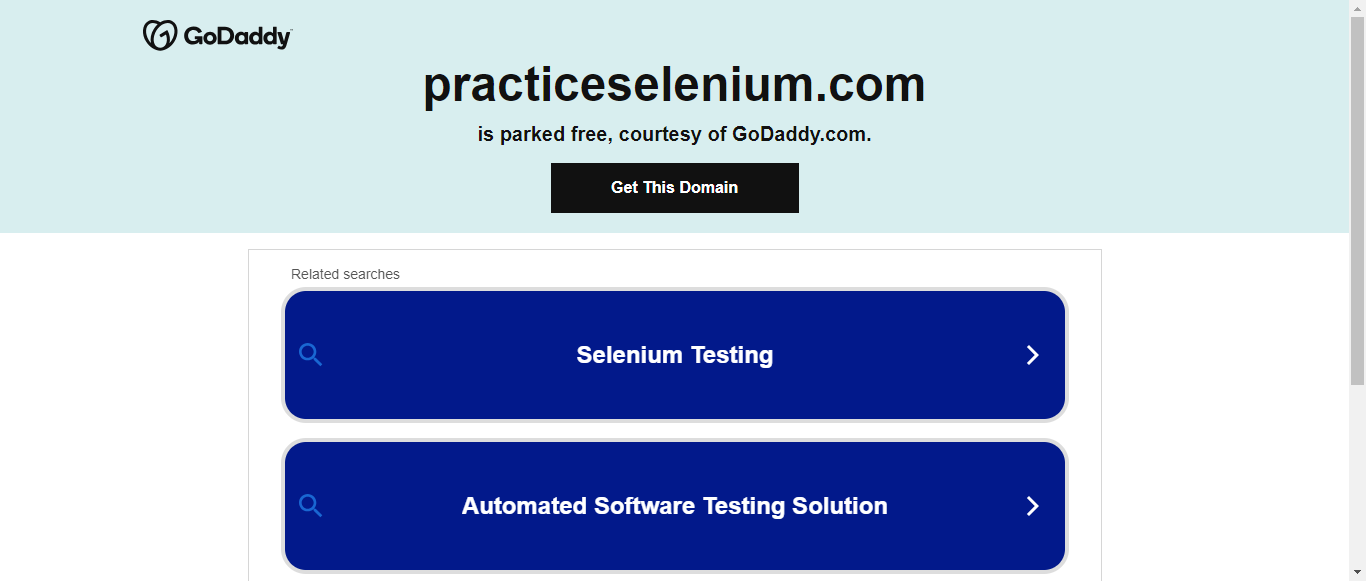 GoDaddy
practiceselenium.com
is parked free, courtesy of GoDaddy.com.
Get This Domain
Related searches
Selenium Testing
Automated Software Testing Solution